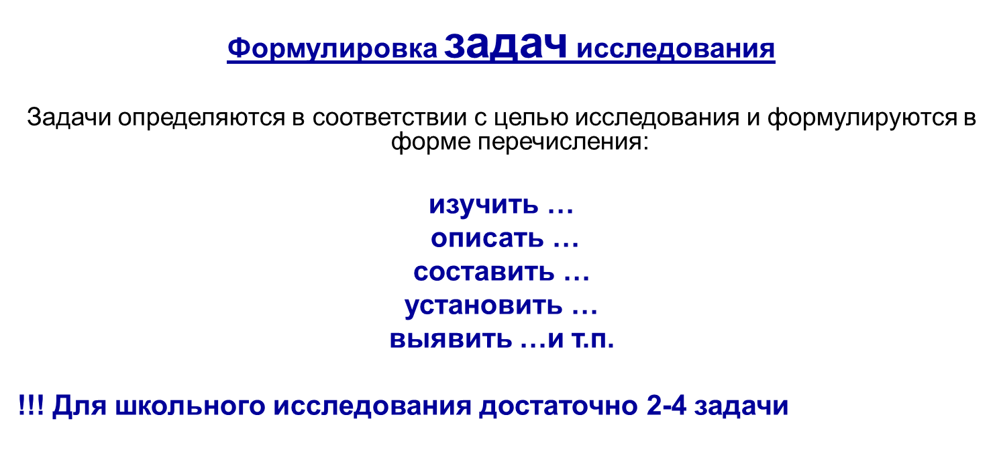 Формулировка задач исследования
Задачи определяются в соответствии с целью исследования и формулируются в
форме перечисления:
изучить …
описать …
составить …
установить …
выявить …и т.п.
!!! Для школьного исследования достаточно 2-4 задачи